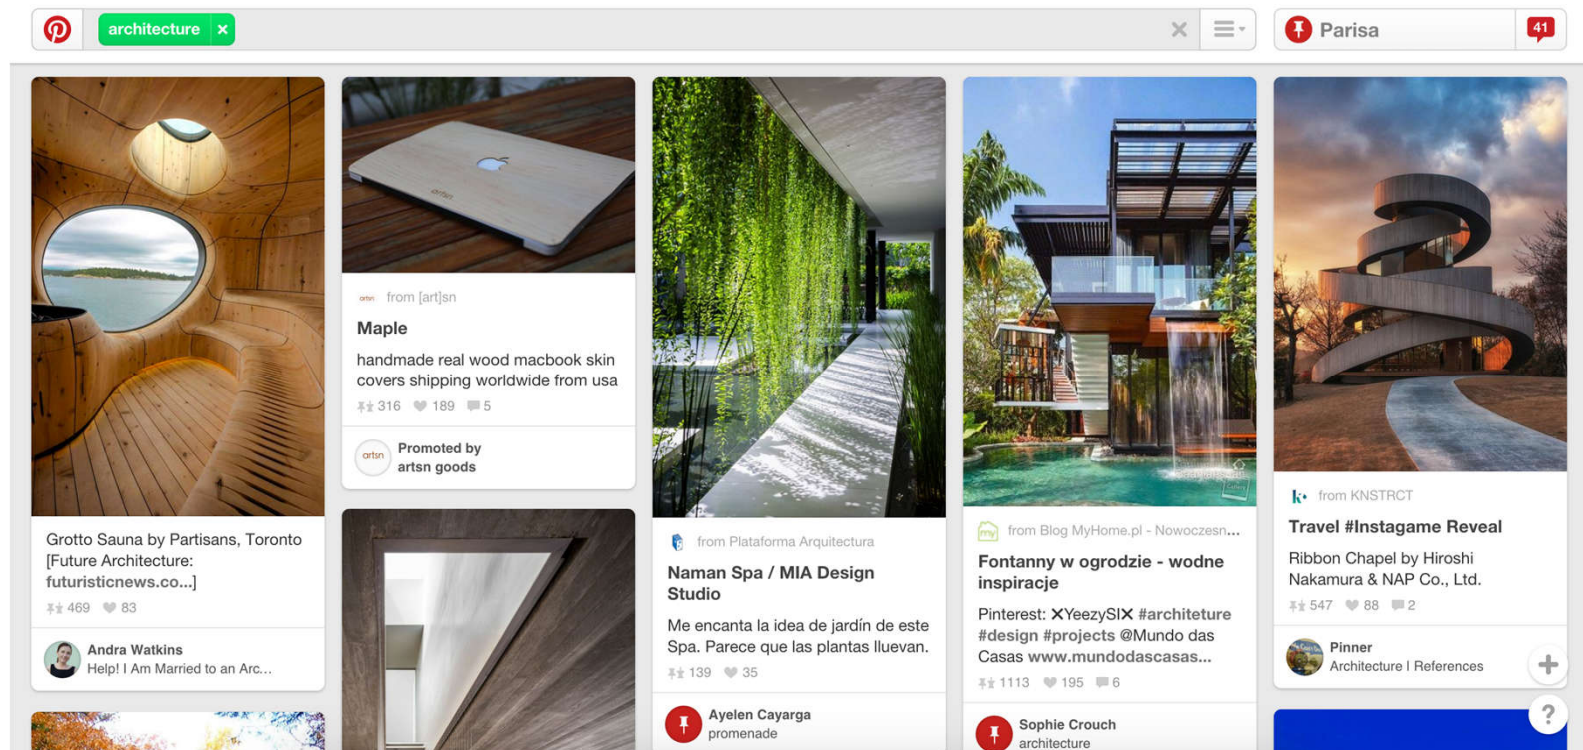 architecture ×
Parisa
41
Grotto Sauna by Partisans, Toronto
[Future Architecture:
futuristicnews.co...]
469 83
Andra Watkins
Help! I Am Married to an Arc...
artsn
artsn from [art]sn
Maple
handmade real wood macbook skin
covers shipping worldwide from usa
316 189 5
artsn
Promoted by
artsn goods
from Plataforma Arquitectura
Naman Spa / MIA Design
Studio
Me encanta la idea de jardín de este
Spa. Parece que las plantas lluevan.
139 35
Ayelen Cayarga
promenade
my from Blog MyHome.pl - Nowoczesn...
Fontanny w ogrodzie - wodne
inspiracje
Pinterest: ❌YeezySI❌ #architeture
#design #projects @Mundo das
Casas www.mundodascasas...
1113 195 6
Sophie Crouch
architecture
k from KNSTRCT
Travel #Instagame Reveal
Ribbon Chapel by Hiroshi
Nakamura & NAP Co., Ltd.
547 88 2
Pinner
Architecture | References
+
?